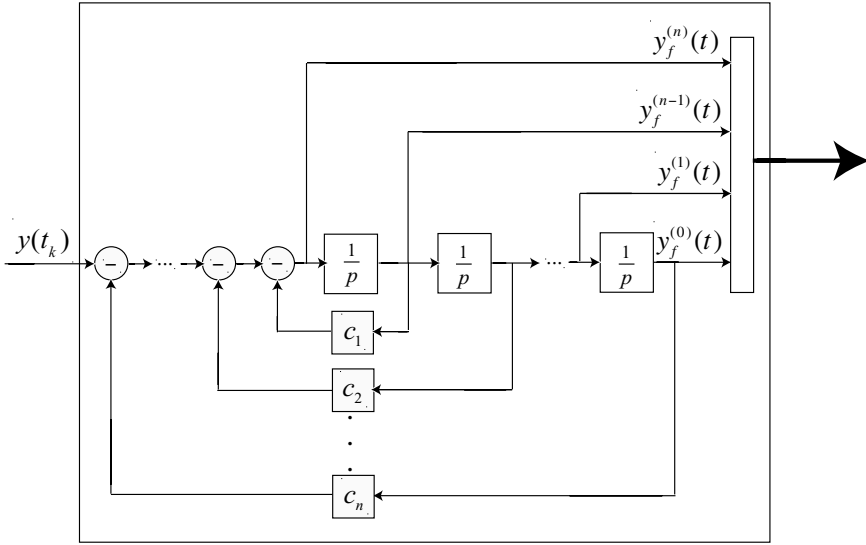 y_f^{(n)}(t)
y_f^{(n-1)}(t)
y_f^{(1)}(t)
y(t_k) y_f^{(0)}(t)
- ... - - 1/p 1/p ... 1/p
c_1
c_2
c_n